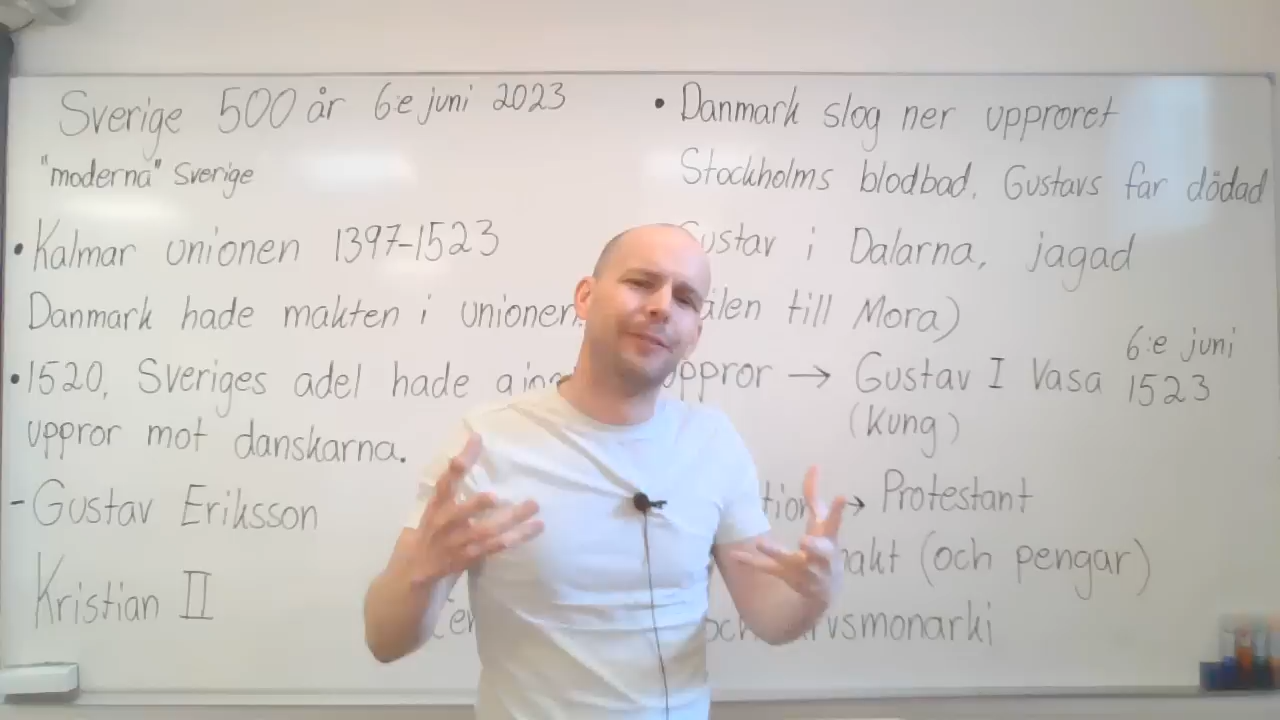 Sverige 500 år 6:e juni 2023
"moderna" Sverige
• Kalmar unionen 1397-1523
Danmark hade makten i unionen.
• 1520, Sveriges adel hade
uppror mot danskarna.
- Gustav Eriksson
Kristian II
• Danmark slog ner upproret
Stockholms blodbad. Gustavs far dödad
Gustav i Dalarna, jagad
till Mora)
uppror → Gustav I Vasa 6:e juni 1523
(Kung)
→ Protestant
(och pengar)
och arvsmonarki